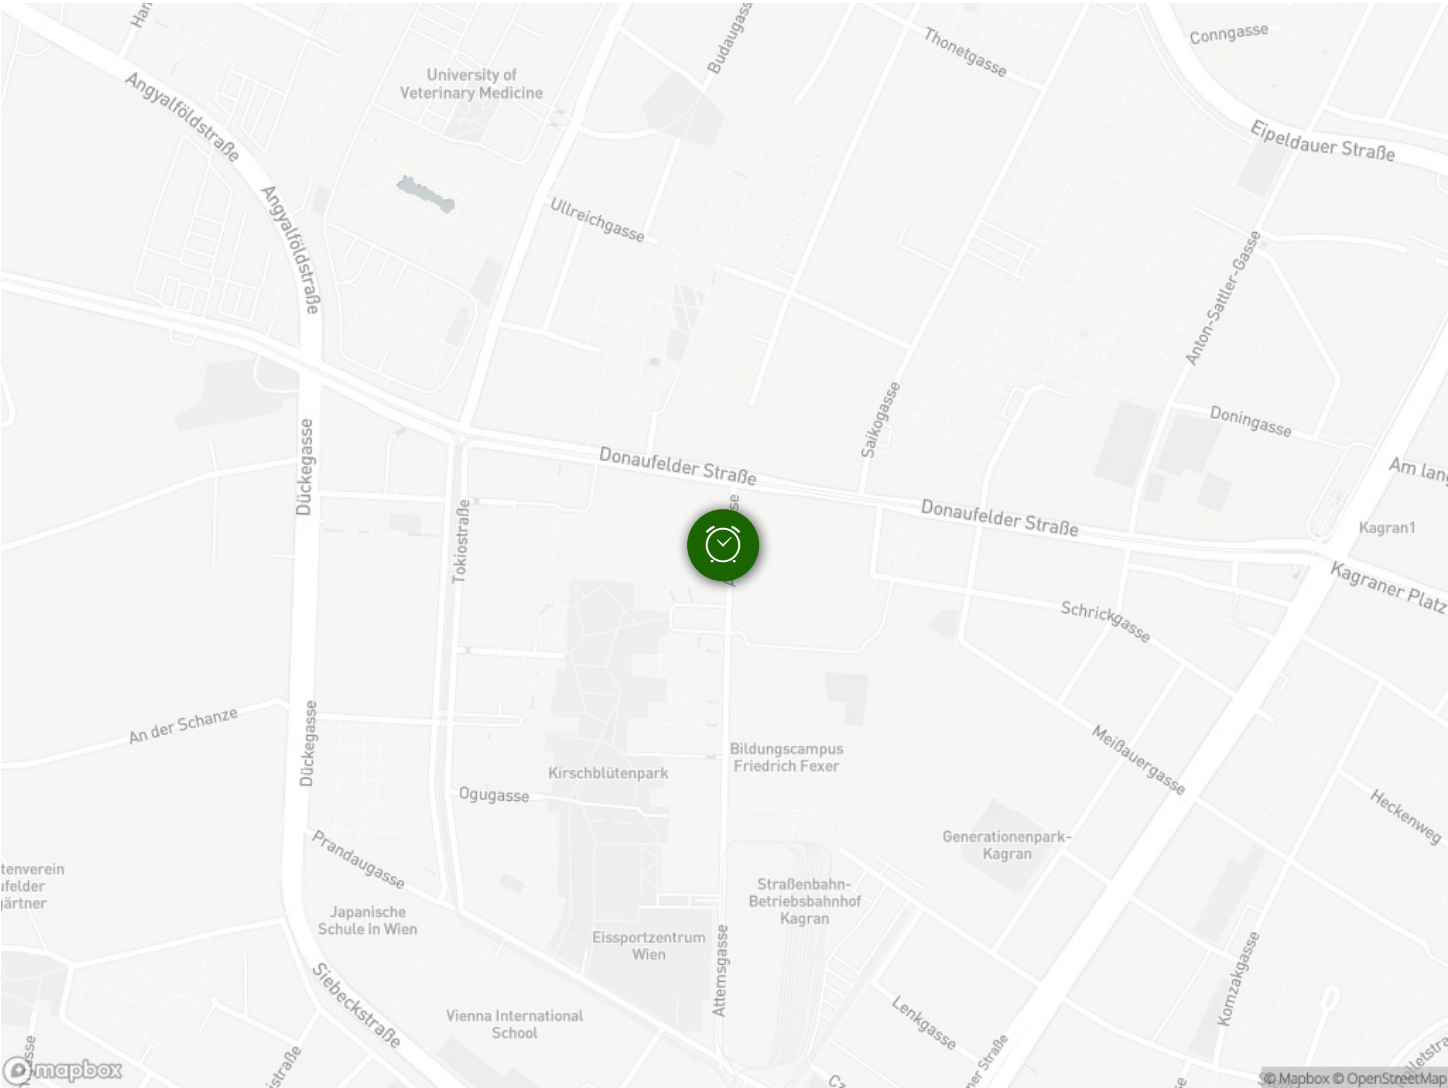 Conngasse
Thonetgasse
Budaugasse
University of
Veterinary Medicine
Angyalföldstraße
Eipeldauer Straße
Angyalföldstraße
Ullreichgasse
Anton-Sattler-Gasse
Saikogasse
Doningasse
Dückegasse
Donaufelder Straße
Am lang
Donaufelder Straße
Kagran1
Tokiostraße
Kagraner Platz
Schrickgasse
An der Schanze
Dückegasse
Meißauergasse
Bildungscampus
Friedrich Fexer
Kirschblütenpark
Ogugasse
Heckenweg
Prandaugasse
Generationenpark-
Kagran
tenverein
ufelder
gärtner
Straßenbahn-
Betriebsbahnhof
Kagran
Japanische
Schule in Wien
Eissportzentrum
Wien
Attemsgasse
Komzakgasse
Siebeckstraße
Vienna International
School
Lenkgasse
mapbox
© Mapbox © OpenStreetMap